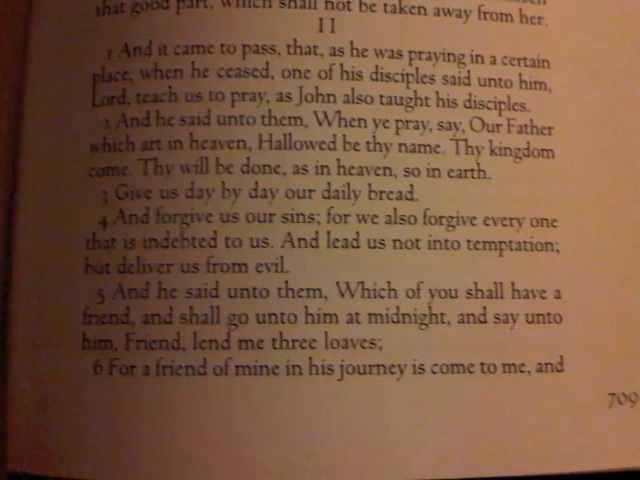 that good part, which shall not be taken away from her.
II
1 And it came to pass, that, as he was praying in a certain
place, when he ceased, one of his disciples said unto him,
Lord, teach us to pray, as John also taught his disciples.
2 And he said unto them, When ye pray, say, Our Father
which art in heaven, Hallowed be thy name. Thy kingdom
come. Thy will be done, as in heaven, so in earth.
3 Give us day by day our daily bread.
4 And forgive us our sins; for we also forgive every one
that is indebted to us. And lead us not into temptation;
but deliver us from evil.
5 And he said unto them, Which of you shall have a
friend, and shall go unto him at midnight, and say unto
him, Friend, lend me three loaves;
6 For a friend of mine in his journey is come to me, and
709